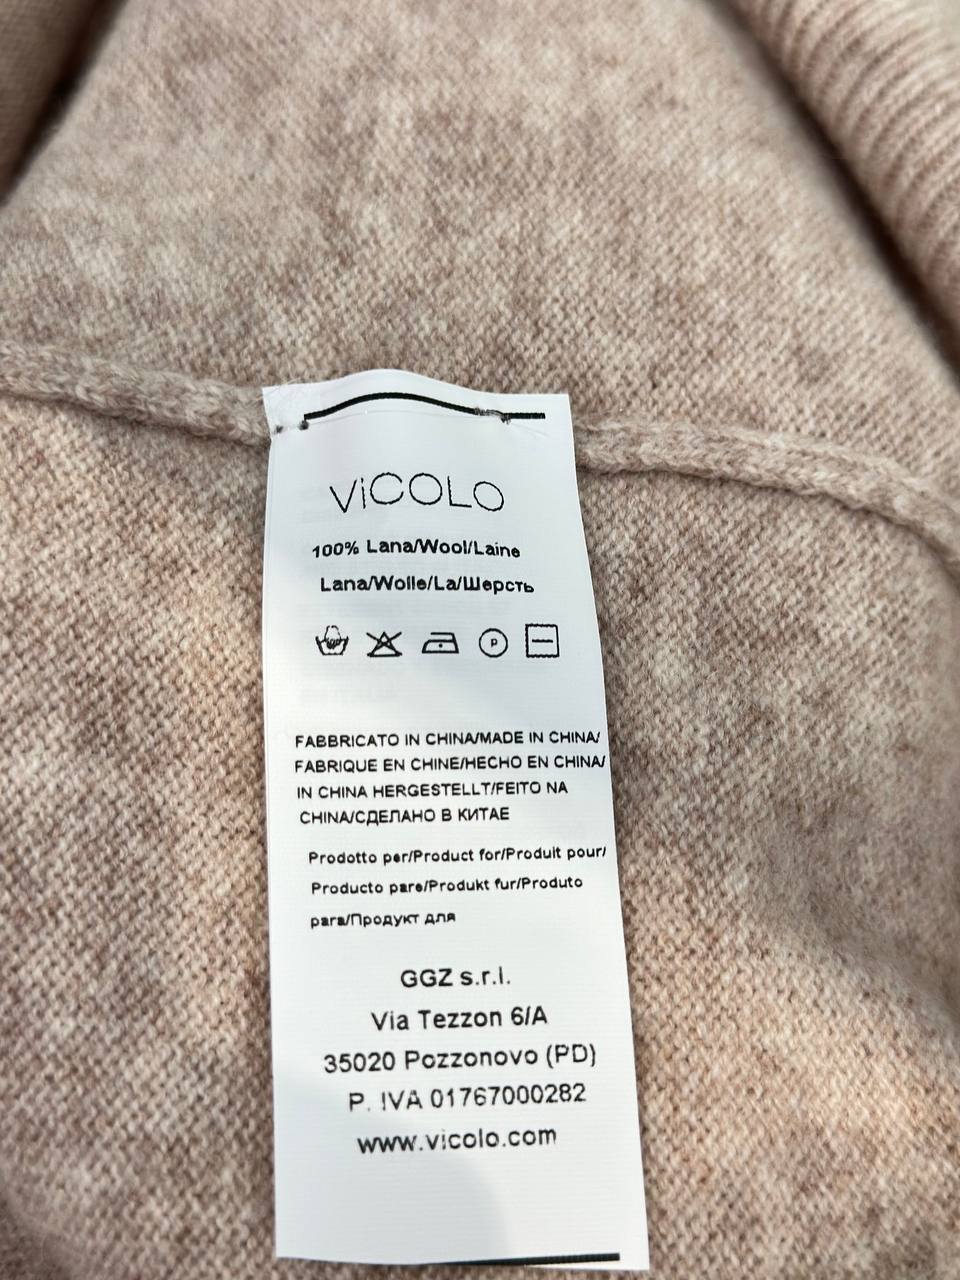 ViCOLO
100% Lana/Wool/Laine
Lana/Wolle/La/Шерсть
P
FABBRICATO IN CHINA/MADE IN CHINA/
FABRIQUE EN CHINE/HECHO EN CHINA/
IN CHINA HERGESTELLT/FEITO NA
CHINA/СДЕЛАНО В КИТАЕ
Prodotto per/Product for/Produit pour/
Producto pare/Produkt fur/Produto
para/Продукт для
GGZ s.r.l.
Via Tezzon 6/A
35020 Pozzonovo (PD)
P. IVA 01767000282
www.vicolo.com